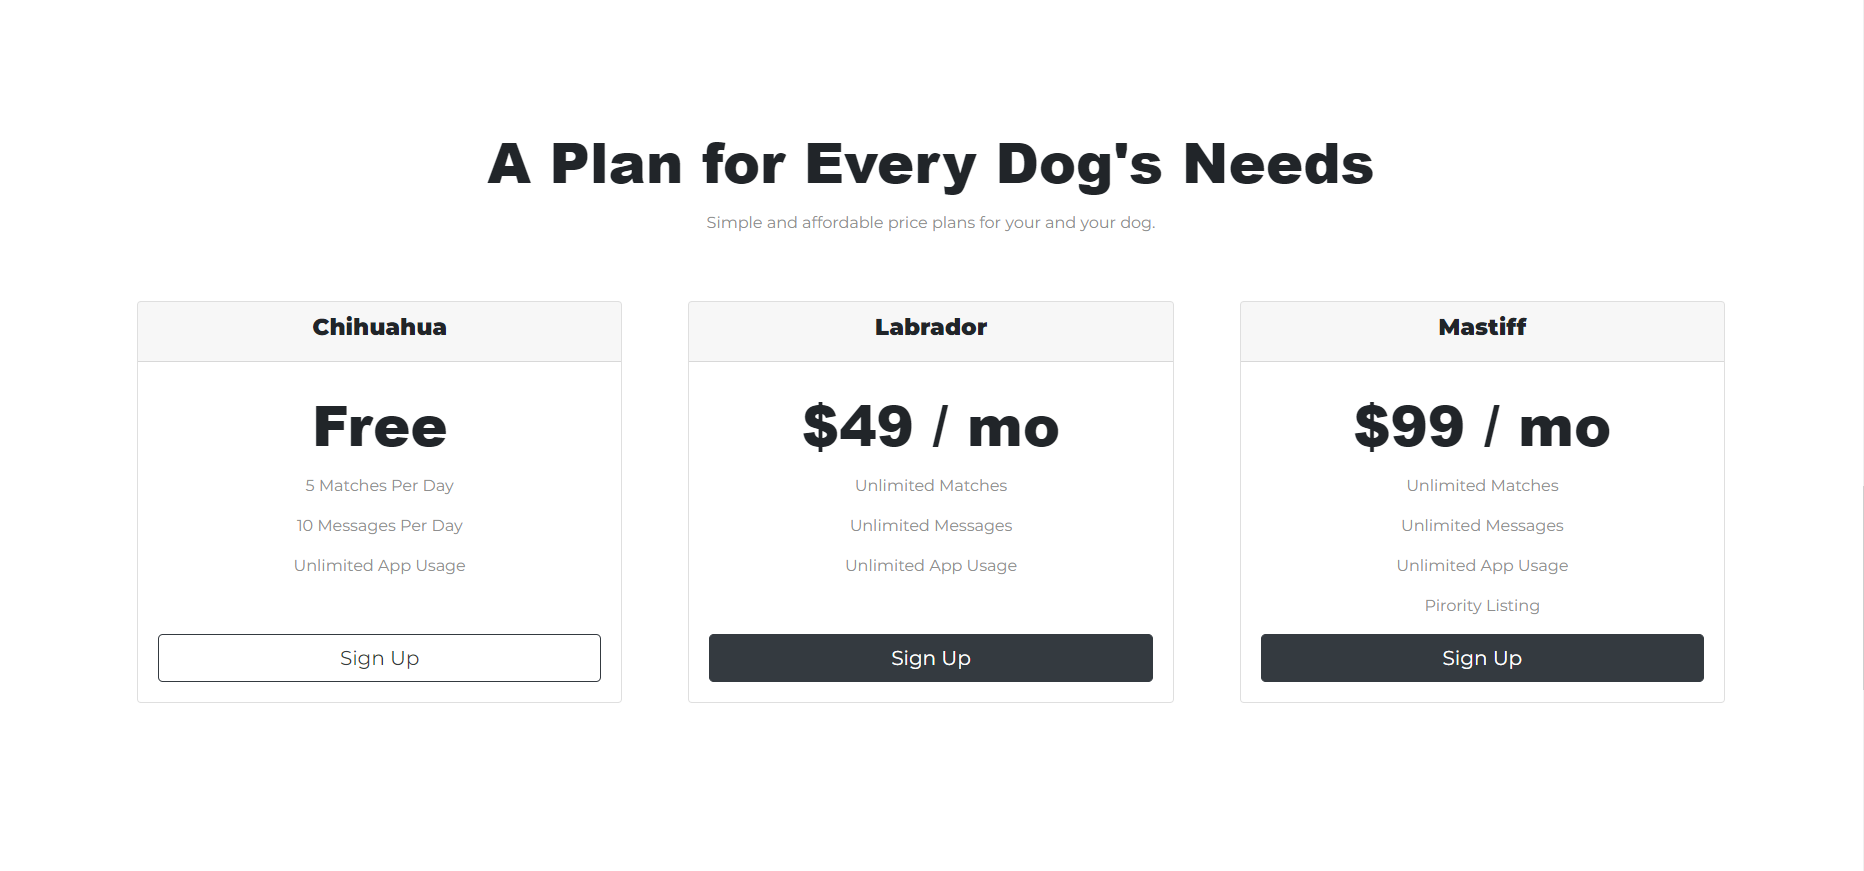 A Plan for Every Dog's Needs
Simple and affordable price plans for your and your dog.
Chihuahua
Free
5 Matches Per Day
10 Messages Per Day
Unlimited App Usage
Sign Up
Labrador
$49 / mo
Unlimited Matches
Unlimited Messages
Unlimited App Usage
Sign Up
Mastiff
$99 / mo
Unlimited Matches
Unlimited Messages
Unlimited App Usage
Pirority Listing
Sign Up